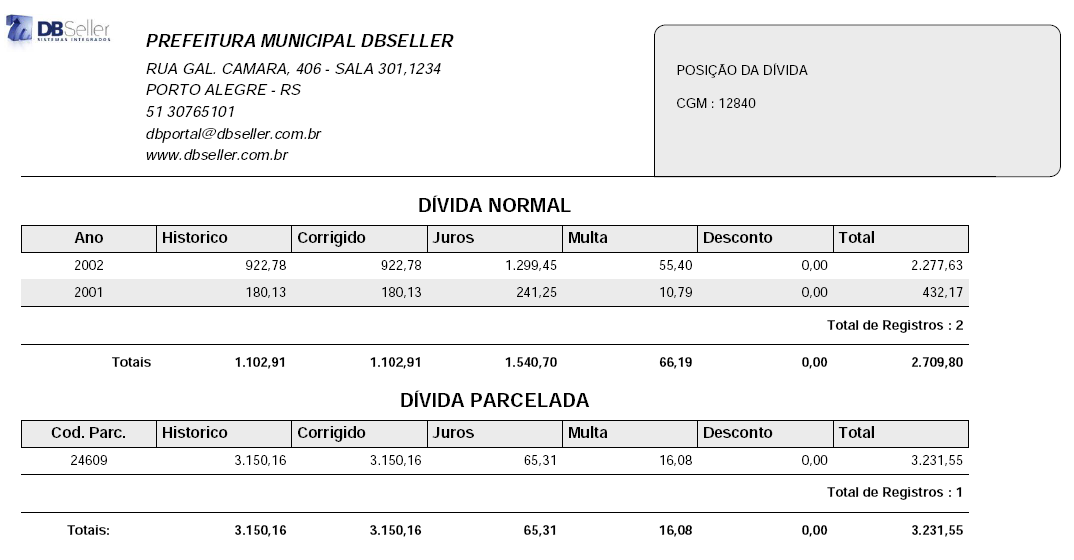 DBSeller
SISTEMAS INTEGRADOS
PREFEITURA MUNICIPAL DBSELLER
RUA GAL. CAMARA, 406 - SALA 301,1234
PORTO ALEGRE - RS
51 30765101
dbportal@dbseller.com.br
www.dbseller.com.br
POSIÇÃO DA DÍVIDA
CGM : 12840
DÍVIDA NORMAL
Ano Historico Corrigido Juros Multa Desconto Total
2002 922,78 922,78 1.299,45 55,40 0,00 2.277,63
2001 180,13 180,13 241,25 10,79 0,00 432,17
Total de Registros : 2
Totais 1.102,91 1.102,91 1.540,70 66,19 0,00 2.709,80
DÍVIDA PARCELADA
Cod. Parc. Historico Corrigido Juros Multa Desconto Total
24609 3.150,16 3.150,16 65,31 16,08 0,00 3.231,55
Total de Registros : 1
Totais: 3.150,16 3.150,16 65,31 16,08 0,00 3.231,55